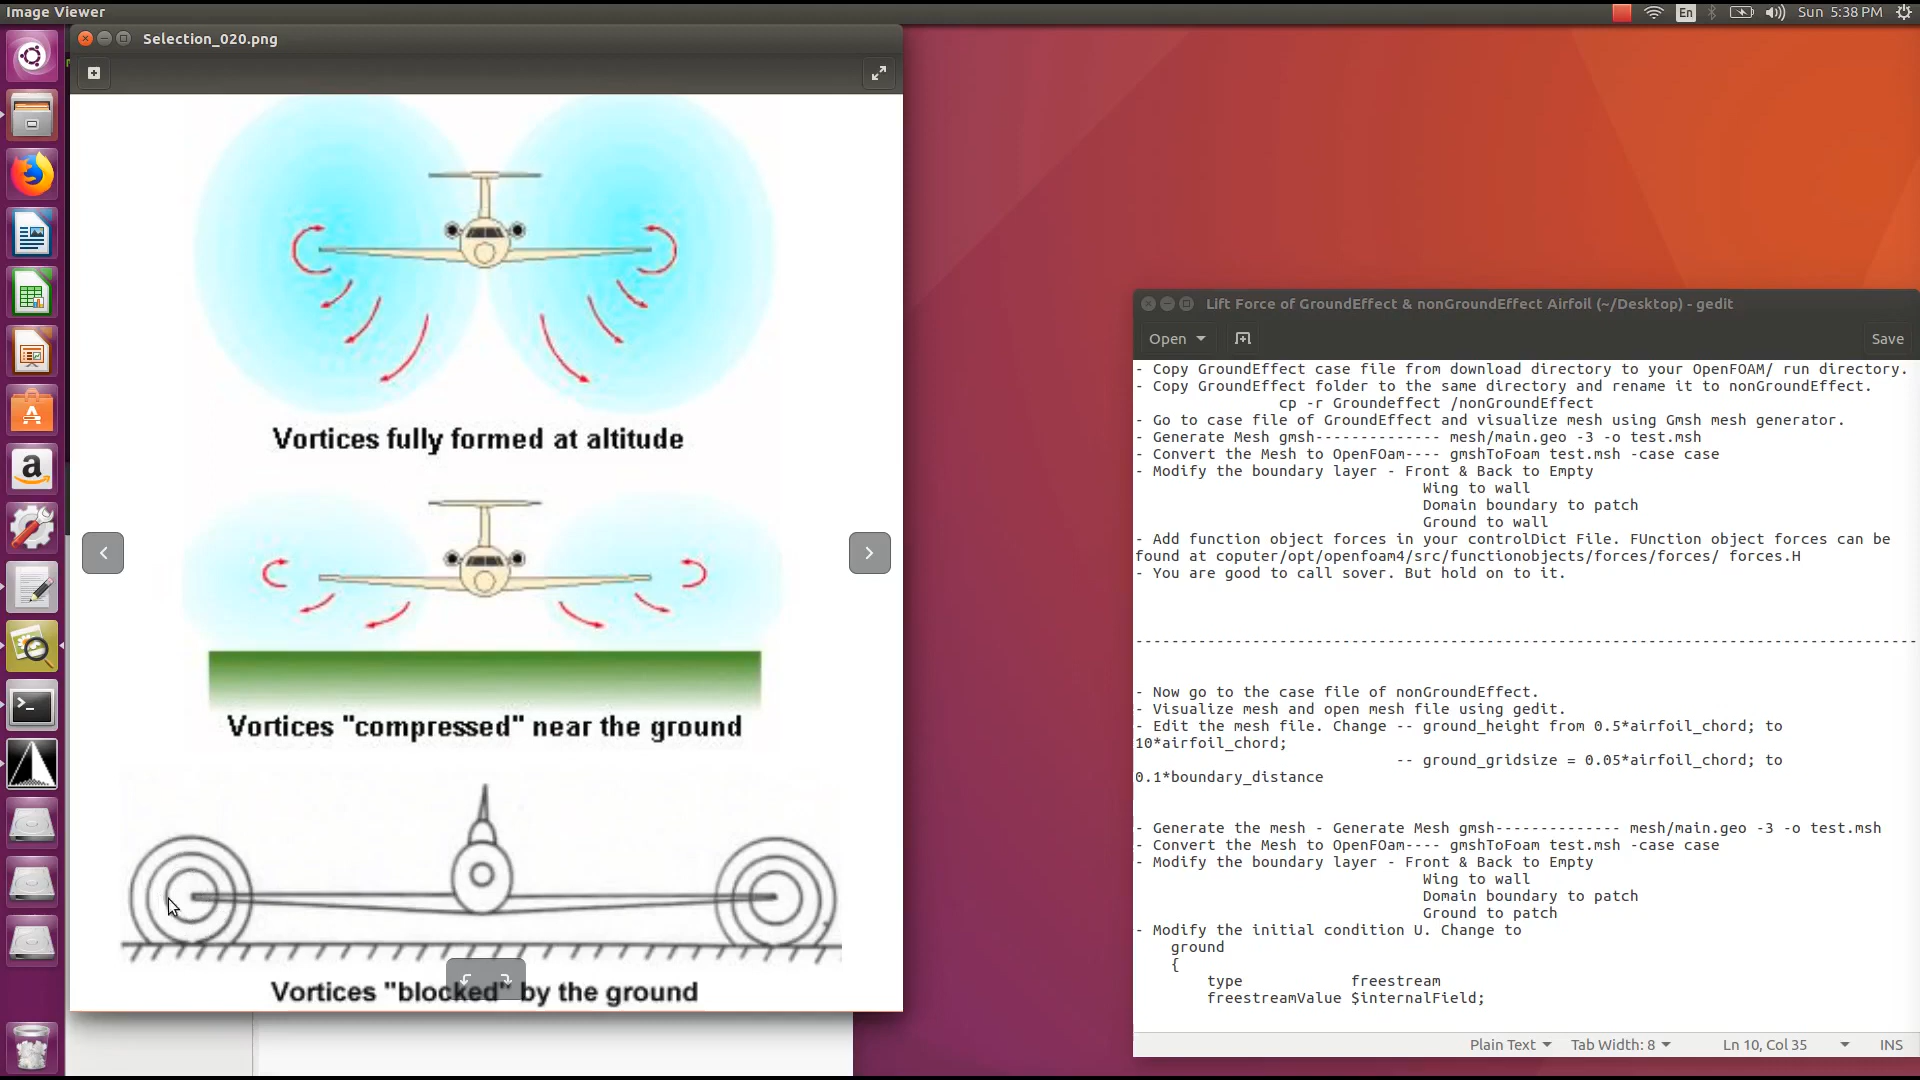 Image Viewer
En
Sun 5:38 PM
Selection_020.png
Vortices fully formed at altitude
Vortices "compressed" near the ground
Vortices "blocked" by the ground
Lift Force of GroundEffect & nonGroundEffect Airfoil (~/Desktop) - gedit
Open
Save
- Copy GroundEffect case file from download directory to your OpenFOAM/ run directory.
- Copy GroundEffect folder to the same directory and rename it to nonGroundEffect.
cp -r Groundeffect /nonGroundEffect
- Go to case file of GroundEffect and visualize mesh using Gmsh mesh generator.
- Generate Mesh gmsh-------------- mesh/main.geo -3 -o test.msh
- Convert the Mesh to OpenFOam---- gmshToFoam test.msh -case case
- Modify the boundary layer - Front & Back to Empty
Wing to wall
Domain boundary to patch
Ground to wall
- Add function object forces in your controlDict File. FUnction object forces can be
found at coputer/opt/openfoam4/src/functionobjects/forces/forces/ forces.H
- You are good to call sover. But hold on to it.
---------------------------------------------------------------------------------------
- Now go to the case file of nonGroundEffect.
- Visualize mesh and open mesh file using gedit.
- Edit the mesh file. Change -- ground_height from 0.5*airfoil_chord; to
10*airfoil_chord;
-- ground_gridsize = 0.05*airfoil_chord; to
0.1*boundary_distance
- Generate the mesh - Generate Mesh gmsh-------------- mesh/main.geo -3 -o test.msh
- Convert the Mesh to OpenFOam---- gmshToFoam test.msh -case case
- Modify the boundary layer - Front & Back to Empty
Wing to wall
Domain boundary to patch
Ground to patch
- Modify the initial condition U. Change to
ground
{
type freestream
freestreamValue $internalField;
Plain Text
Tab Width: 8
Ln 10, Col 35
INS